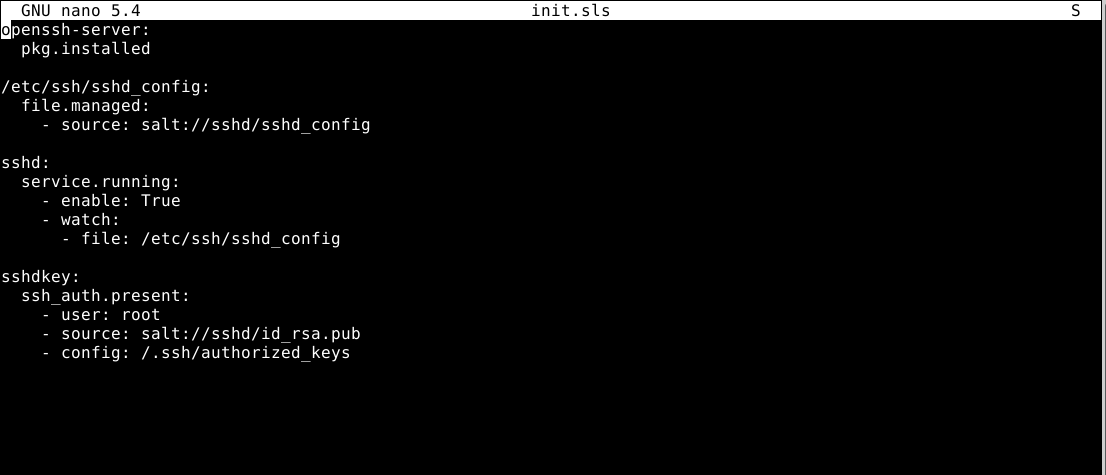 GNU nano 5.4 init.sls S
openssh-server:
  pkg.installed

/etc/ssh/sshd_config:
  file.managed:
    - source: salt://sshd/sshd_config

sshd:
  service.running:
    - enable: True
    - watch:
      - file: /etc/ssh/sshd_config

sshdkey:
  ssh_auth.present:
    - user: root
    - source: salt://sshd/id_rsa.pub
    - config: /.ssh/authorized_keys